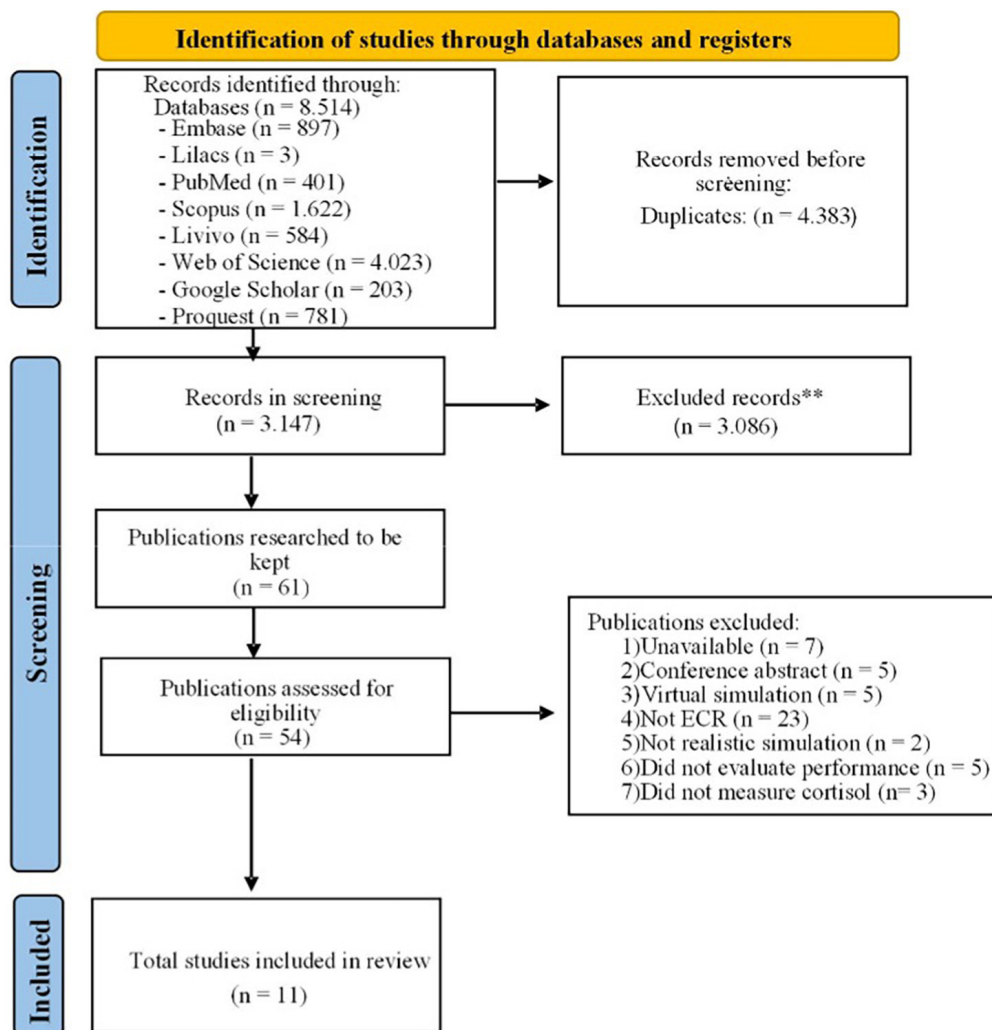 Identification of studies through databases and registers
Identification
Records identified through:
Databases (n = 8.514)
- Embase (n = 897)
- Lilacs (n = 3)
- PubMed (n = 401)
- Scopus (n = 1.622)
- Livivo (n = 584)
- Web of Science (n = 4.023)
- Google Scholar (n = 203)
- Proquest (n = 781)
Records removed before
screening:
Duplicates: (n = 4.383)
Screening
Records in screening
(n = 3.147)
Excluded records**
(n = 3.086)
Publications researched to be
kept
(n = 61)
Publications assessed for
eligibility
(n = 54)
Publications excluded:
1)Unavailable (n = 7)
2)Conference abstract (n = 5)
3)Virtual simulation (n = 5)
4)Not ECR (n = 23)
5)Not realistic simulation (n = 2)
6)Did not evaluate performance (n = 5)
7)Did not measure cortisol (n= 3)
Included
Total studies included in review
(n = 11)